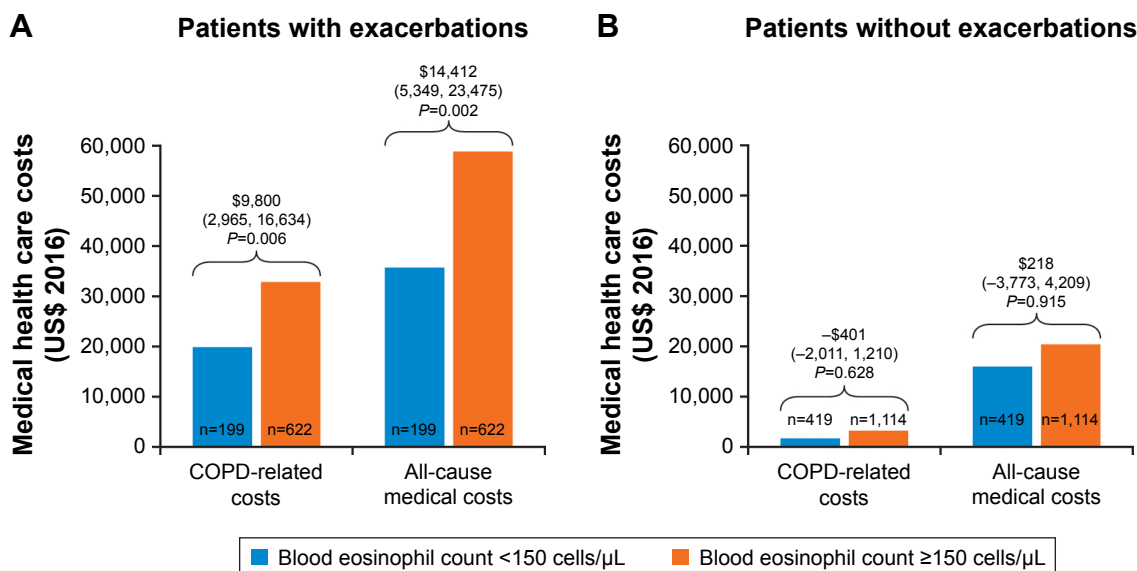 A
Patients with exacerbations
Medical health care costs
(US$ 2016)
60,000
50,000
40,000
30,000
20,000
10,000
0
$9,800
(2,965, 16,634)
P=0.006
$14,412
(5,349, 23,475)
P=0.002
n=199
n=622
n=199
n=622
COPD-related
costs
All-cause
medical costs
B
Patients without exacerbations
Medical health care costs
(US$ 2016)
60,000
50,000
40,000
30,000
20,000
10,000
0
–$401
(–2,011, 1,210)
P=0.628
$218
(–3,773, 4,209)
P=0.915
n=419
n=1,114
n=419
n=1,114
COPD-related
costs
All-cause
medical costs
Blood eosinophil count <150 cells/µL
Blood eosinophil count ≥150 cells/µL